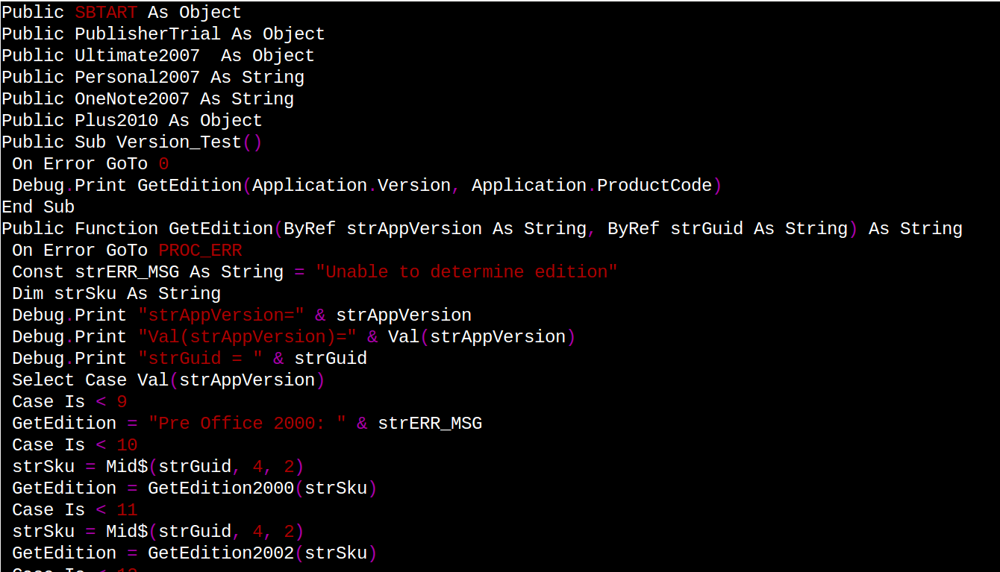 Public SBTART As Object
Public PublisherTrial As Object
Public Ultimate2007  As Object
Public Personal2007 As String
Public OneNote2007 As String
Public Plus2010 As Object
Public Sub Version_Test()
 On Error GoTo 0
 Debug.Print GetEdition(Application.Version, Application.ProductCode)
End Sub
Public Function GetEdition(ByRef strAppVersion As String, ByRef strGuid As String) As String
 On Error GoTo PROC_ERR
 Const strERR_MSG As String = "Unable to determine edition"
 Dim strSku As String
 Debug.Print "strAppVersion=" & strAppVersion
 Debug.Print "Val(strAppVersion)=" & Val(strAppVersion)
 Debug.Print "strGuid = " & strGuid
 Select Case Val(strAppVersion)
 Case Is < 9
 GetEdition = "Pre Office 2000: " & strERR_MSG
 Case Is < 10
 strSku = Mid$(strGuid, 4, 2)
 GetEdition = GetEdition2000(strSku)
 Case Is < 11
 strSku = Mid$(strGuid, 4, 2)
 GetEdition = GetEdition2002(strSku)
 Case Is < 12